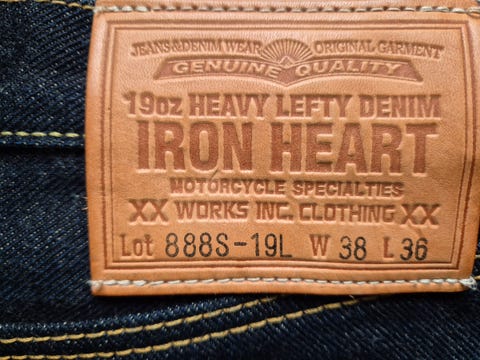 JEANS&DENIM WEAR ORIGINAL GARMENT
GENUINE QUALITY
19oz HEAVY LEFTY DENIM
IRON HEART
MOTORCYCLE SPECIALTIES
XX WORKS INC. CLOTHING XX
Lot 888S-19L W 38 L 36